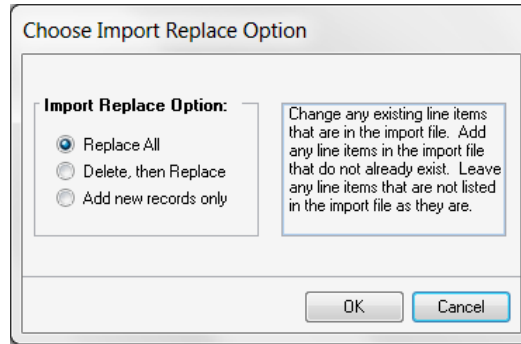 Choose Import Replace Option
Import Replace Option:
Replace All
Delete, then Replace
Add new records only
Change any existing line items
that are in the import file.  Add
any line items in the import file
that do not already exist.  Leave
any line items that are not listed
in the import file as they are.
OK
Cancel